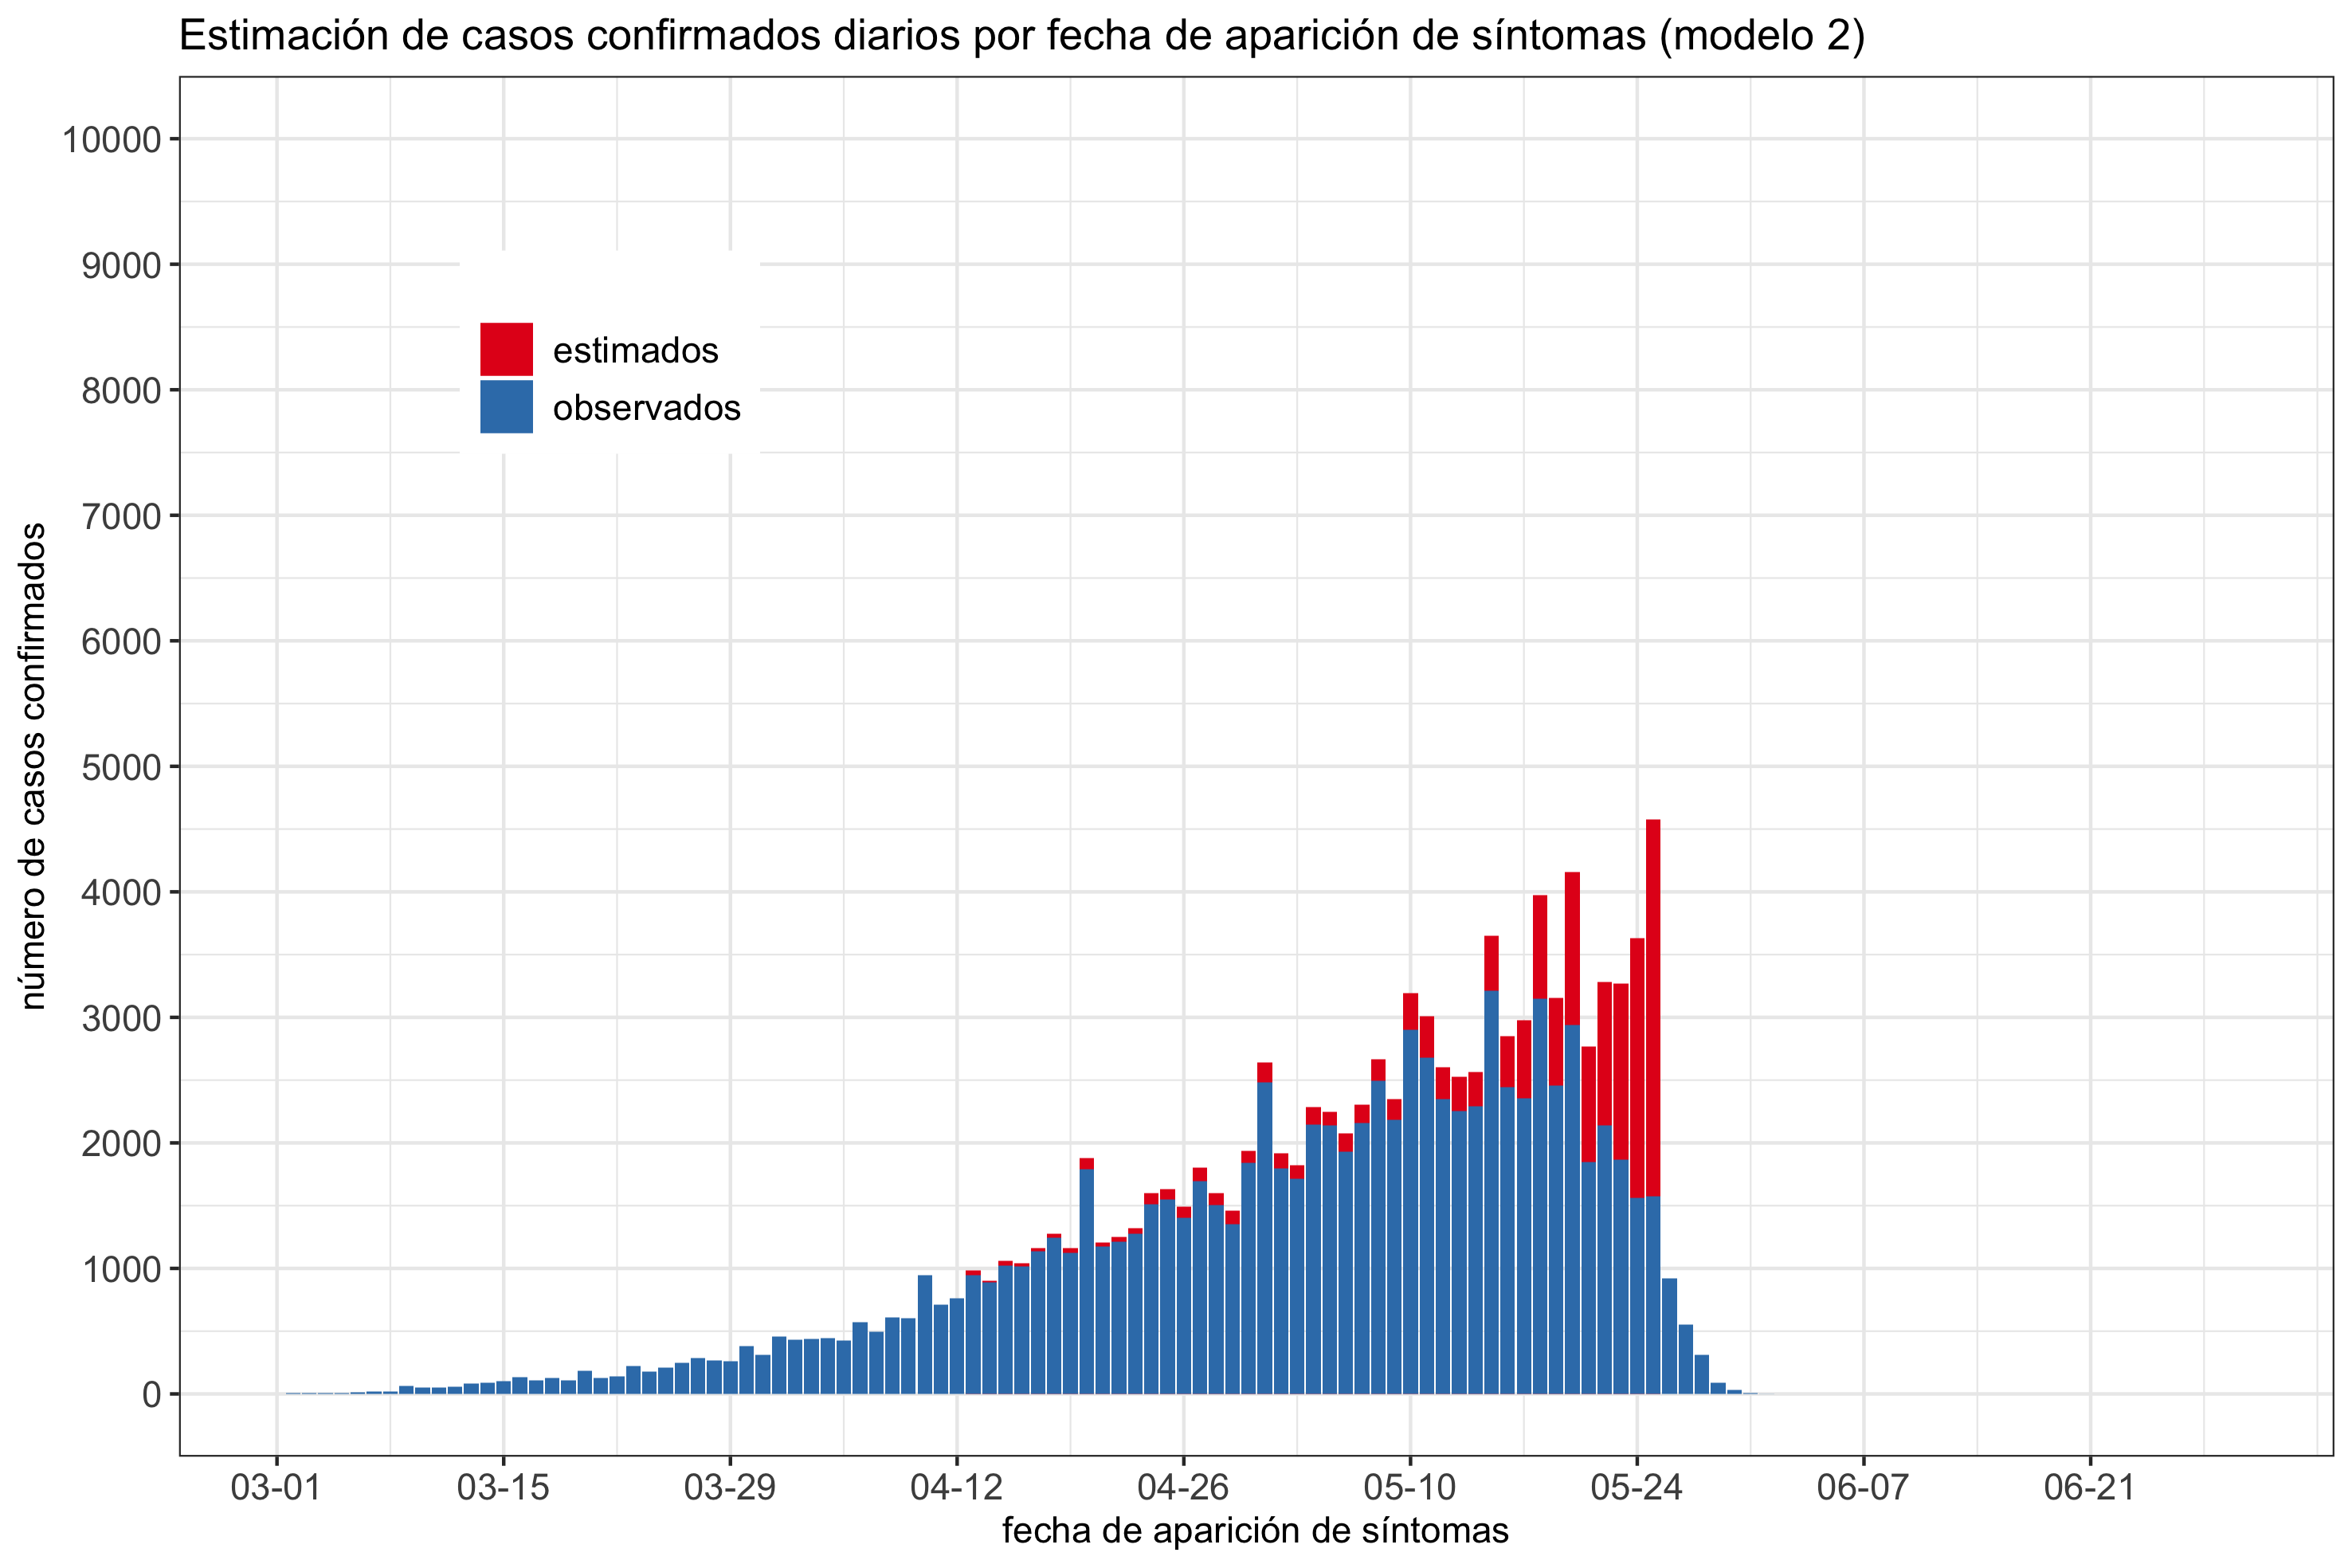 Estimación de casos confirmados diarios por fecha de aparición de síntomas (modelo 2)
número de casos confirmados
10000
9000
8000
7000
6000
5000
4000
3000
2000
1000
0
estimados
observados
03-01 03-15 03-29 04-12 04-26 05-10 05-24 06-07 06-21
fecha de aparición de síntomas